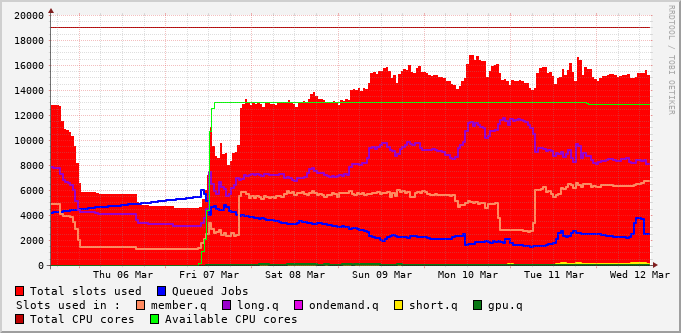 20000
18000
16000
14000
12000
10000
8000
6000
4000
2000
0
Thu 06 Mar Fri 07 Mar Sat 08 Mar Sun 09 Mar Mon 10 Mar Tue 11 Mar Wed 12 Mar
Total slots used Queued Jobs
Slots used in : member.q long.q ondemand.q short.q gpu.q
Total CPU cores Available CPU cores
RRDTOOL / TOBI OETIKER